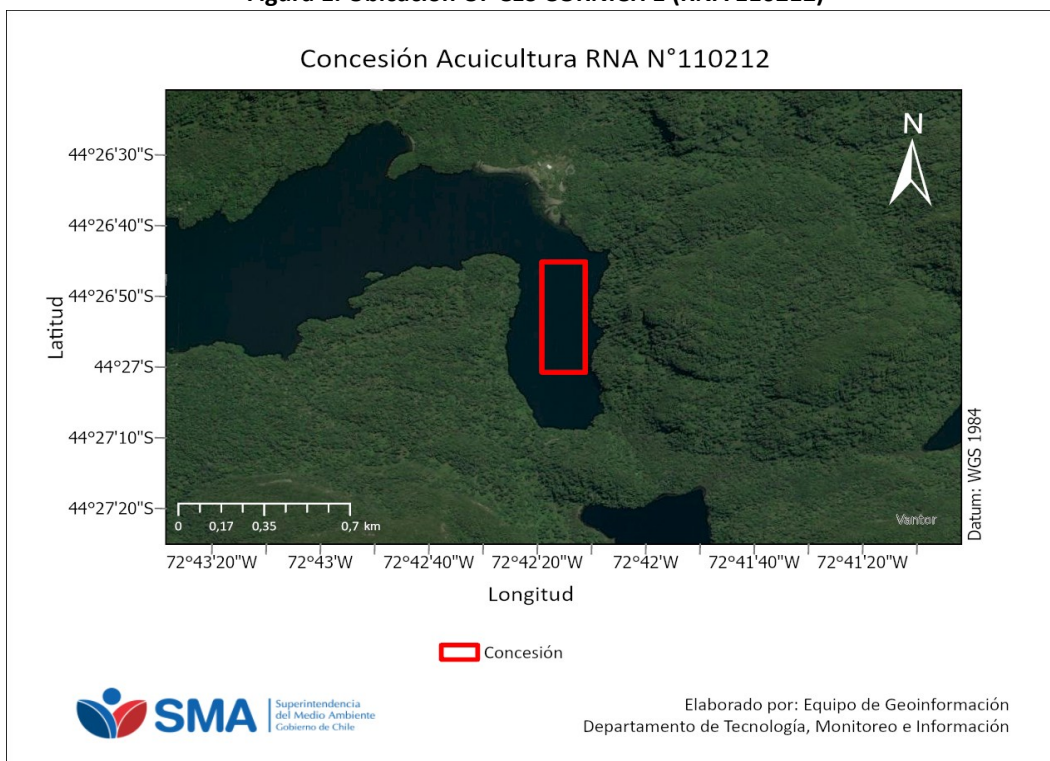 Concesión Acuicultura RNA N°110212
N
44°26'30"S
44°26'40"S
44°26'50"S
44°27'S
44°27'10"S
44°27'20"S
Latitud
Datum: WGS 1984
0 0,17 0,35 0,7 km
Vantor
72°43'20"W 72°43'W 72°42'40"W 72°42'20"W 72°42'W 72°41'40"W 72°41'20"W
Longitud
Concesión
SMA
Superintendencia
del Medio Ambiente
Gobierno de Chile
Elaborado por: Equipo de Geoinformación
Departamento de Tecnología, Monitoreo e Información